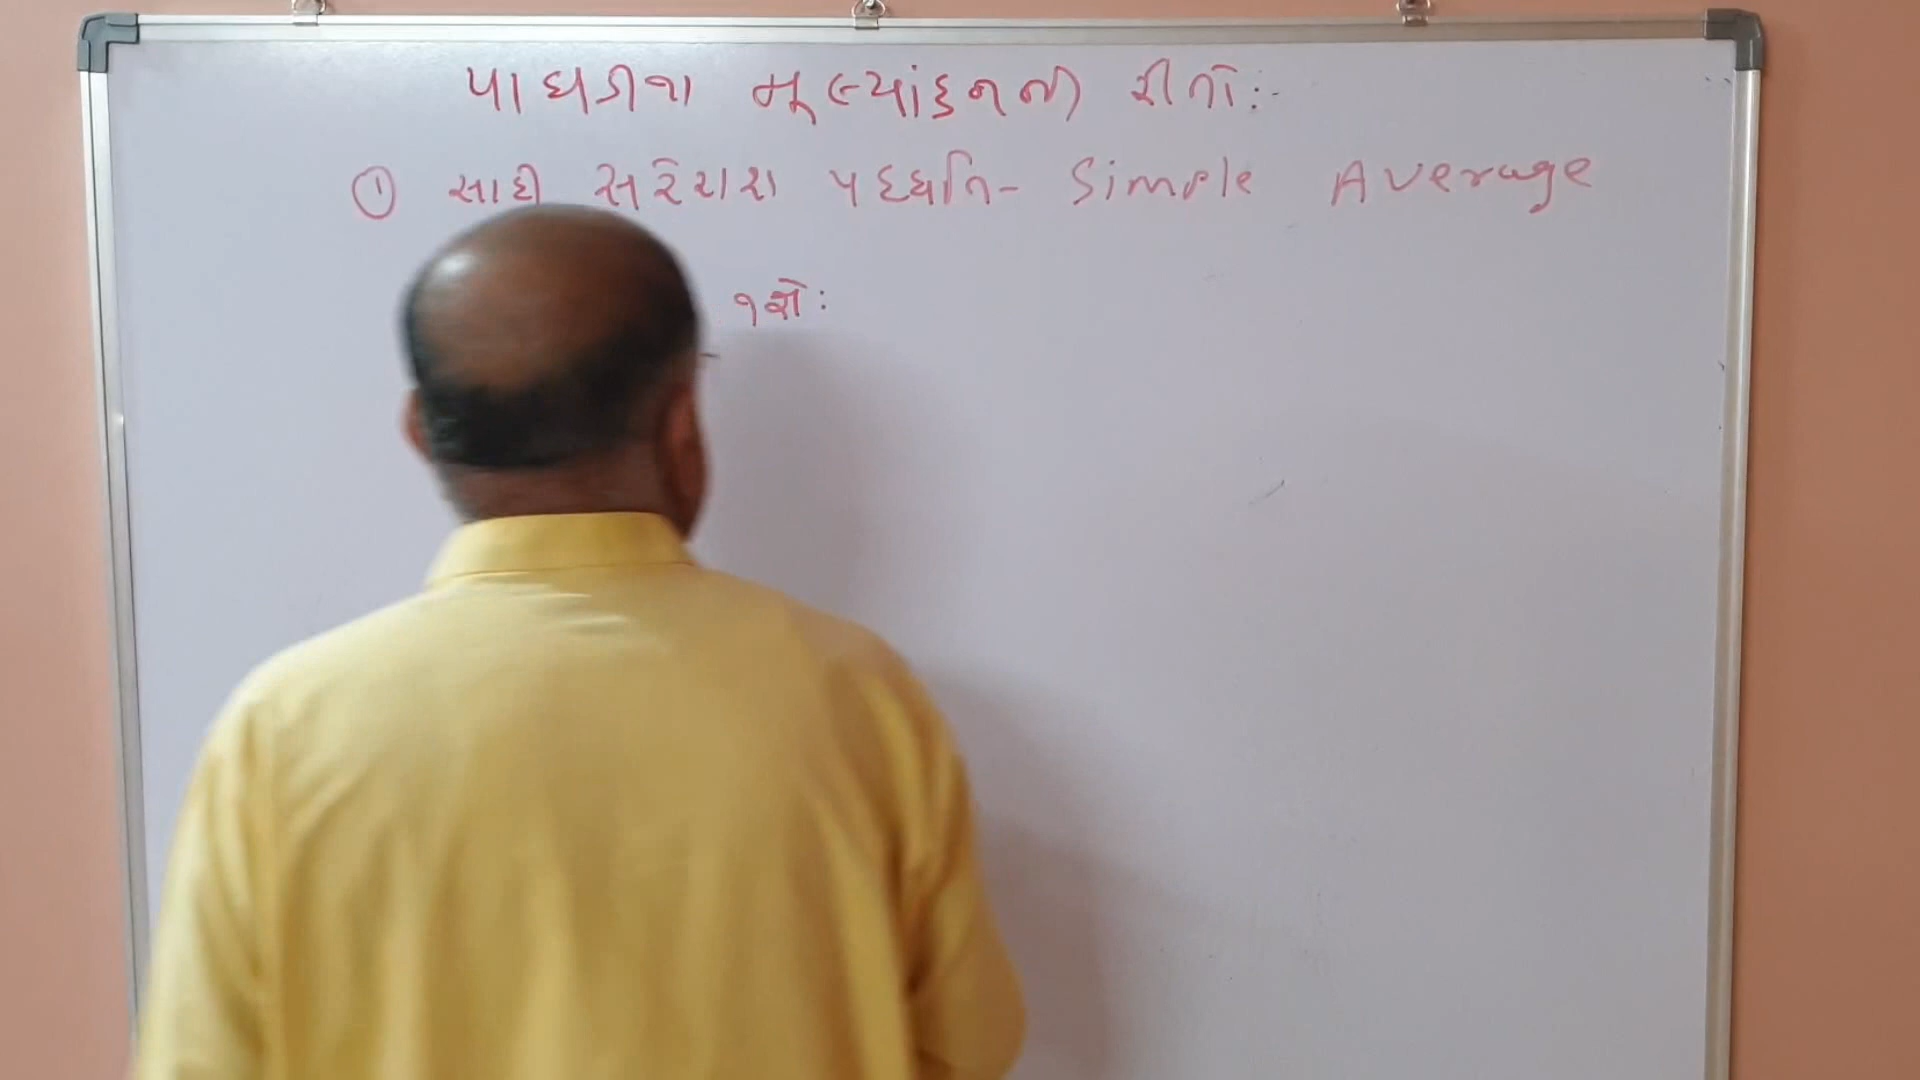 પાઘડીના મૂલ્યાંકનની રીતો:-
① સાદી સરેરાશ પદ્ધતિ- Simple Average